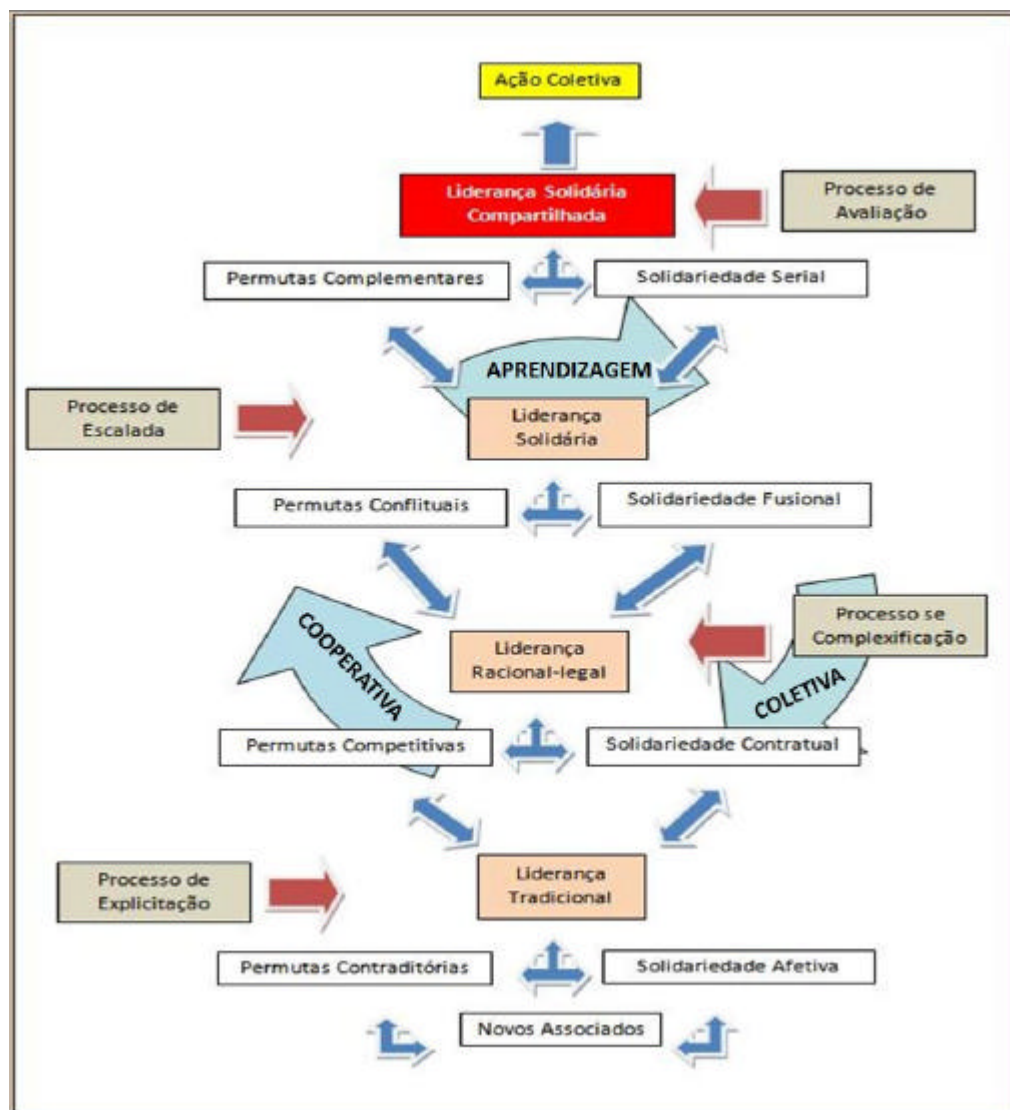 Ação Coletiva
Liderança Solidária
Compartilhada
Processo de
Avaliação
Permutas Complementares
Solidariedade Serial
APRENDIZAGEM
Processo de
Escalada
Liderança
Solidária
Permutas Conflituais
Solidariedade Fusional
COOPERATIVA
Liderança
Racional-legal
Processo se
Complexificação
COLETIVA
Permutas Competitivas
Solidariedade Contratual
Processo de
Explicitação
Liderança
Tradicional
Permutas Contraditórias
Solidariedade Afetiva
Novos Associados